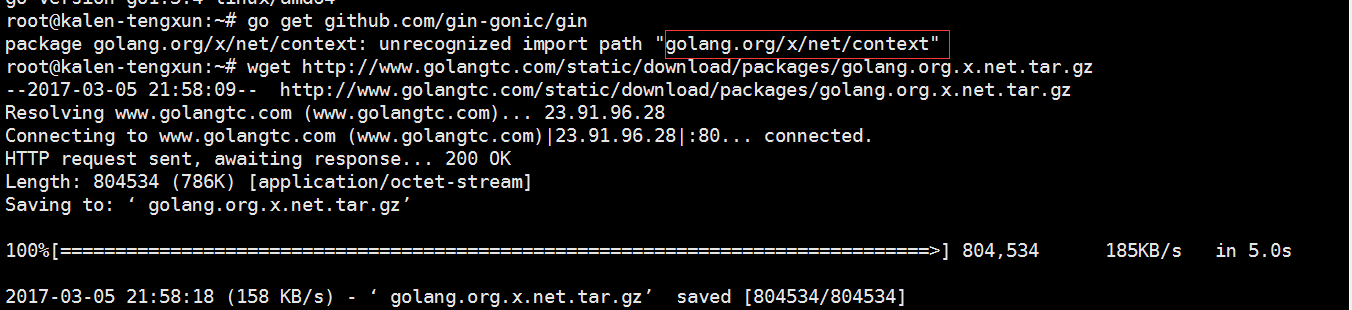 go version go1.3.4 linux/amd64
root@kalen-tengxun:~# go get github.com/gin-gonic/gin
package golang.org/x/net/context: unrecognized import path "golang.org/x/net/context"
root@kalen-tengxun:~# wget http://www.golangtc.com/static/download/packages/golang.org.x.net.tar.gz
--2017-03-05 21:58:09--  http://www.golangtc.com/static/download/packages/golang.org.x.net.tar.gz
Resolving www.golangtc.com (www.golangtc.com)... 23.91.96.28
Connecting to www.golangtc.com (www.golangtc.com)|23.91.96.28|:80... connected.
HTTP request sent, awaiting response... 200 OK
Length: 804534 (786K) [application/octet-stream]
Saving to: ‘ golang.org.x.net.tar.gz’
100%[===============================================================================>] 804,534      185KB/s   in 5.0s
2017-03-05 21:58:18 (158 KB/s) - ‘ golang.org.x.net.tar.gz’  saved [804534/804534]